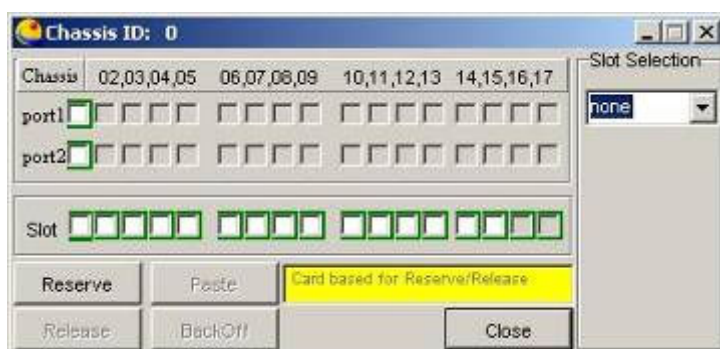 Chassis ID: 0
Slot Selection
Chassis 02,03,04,05 06,07,08,09 10,11,12,13 14,15,16,17
none
port1
port2
Slot
Reserve Paste Card based for Reserve/Release
Release BackOff Close